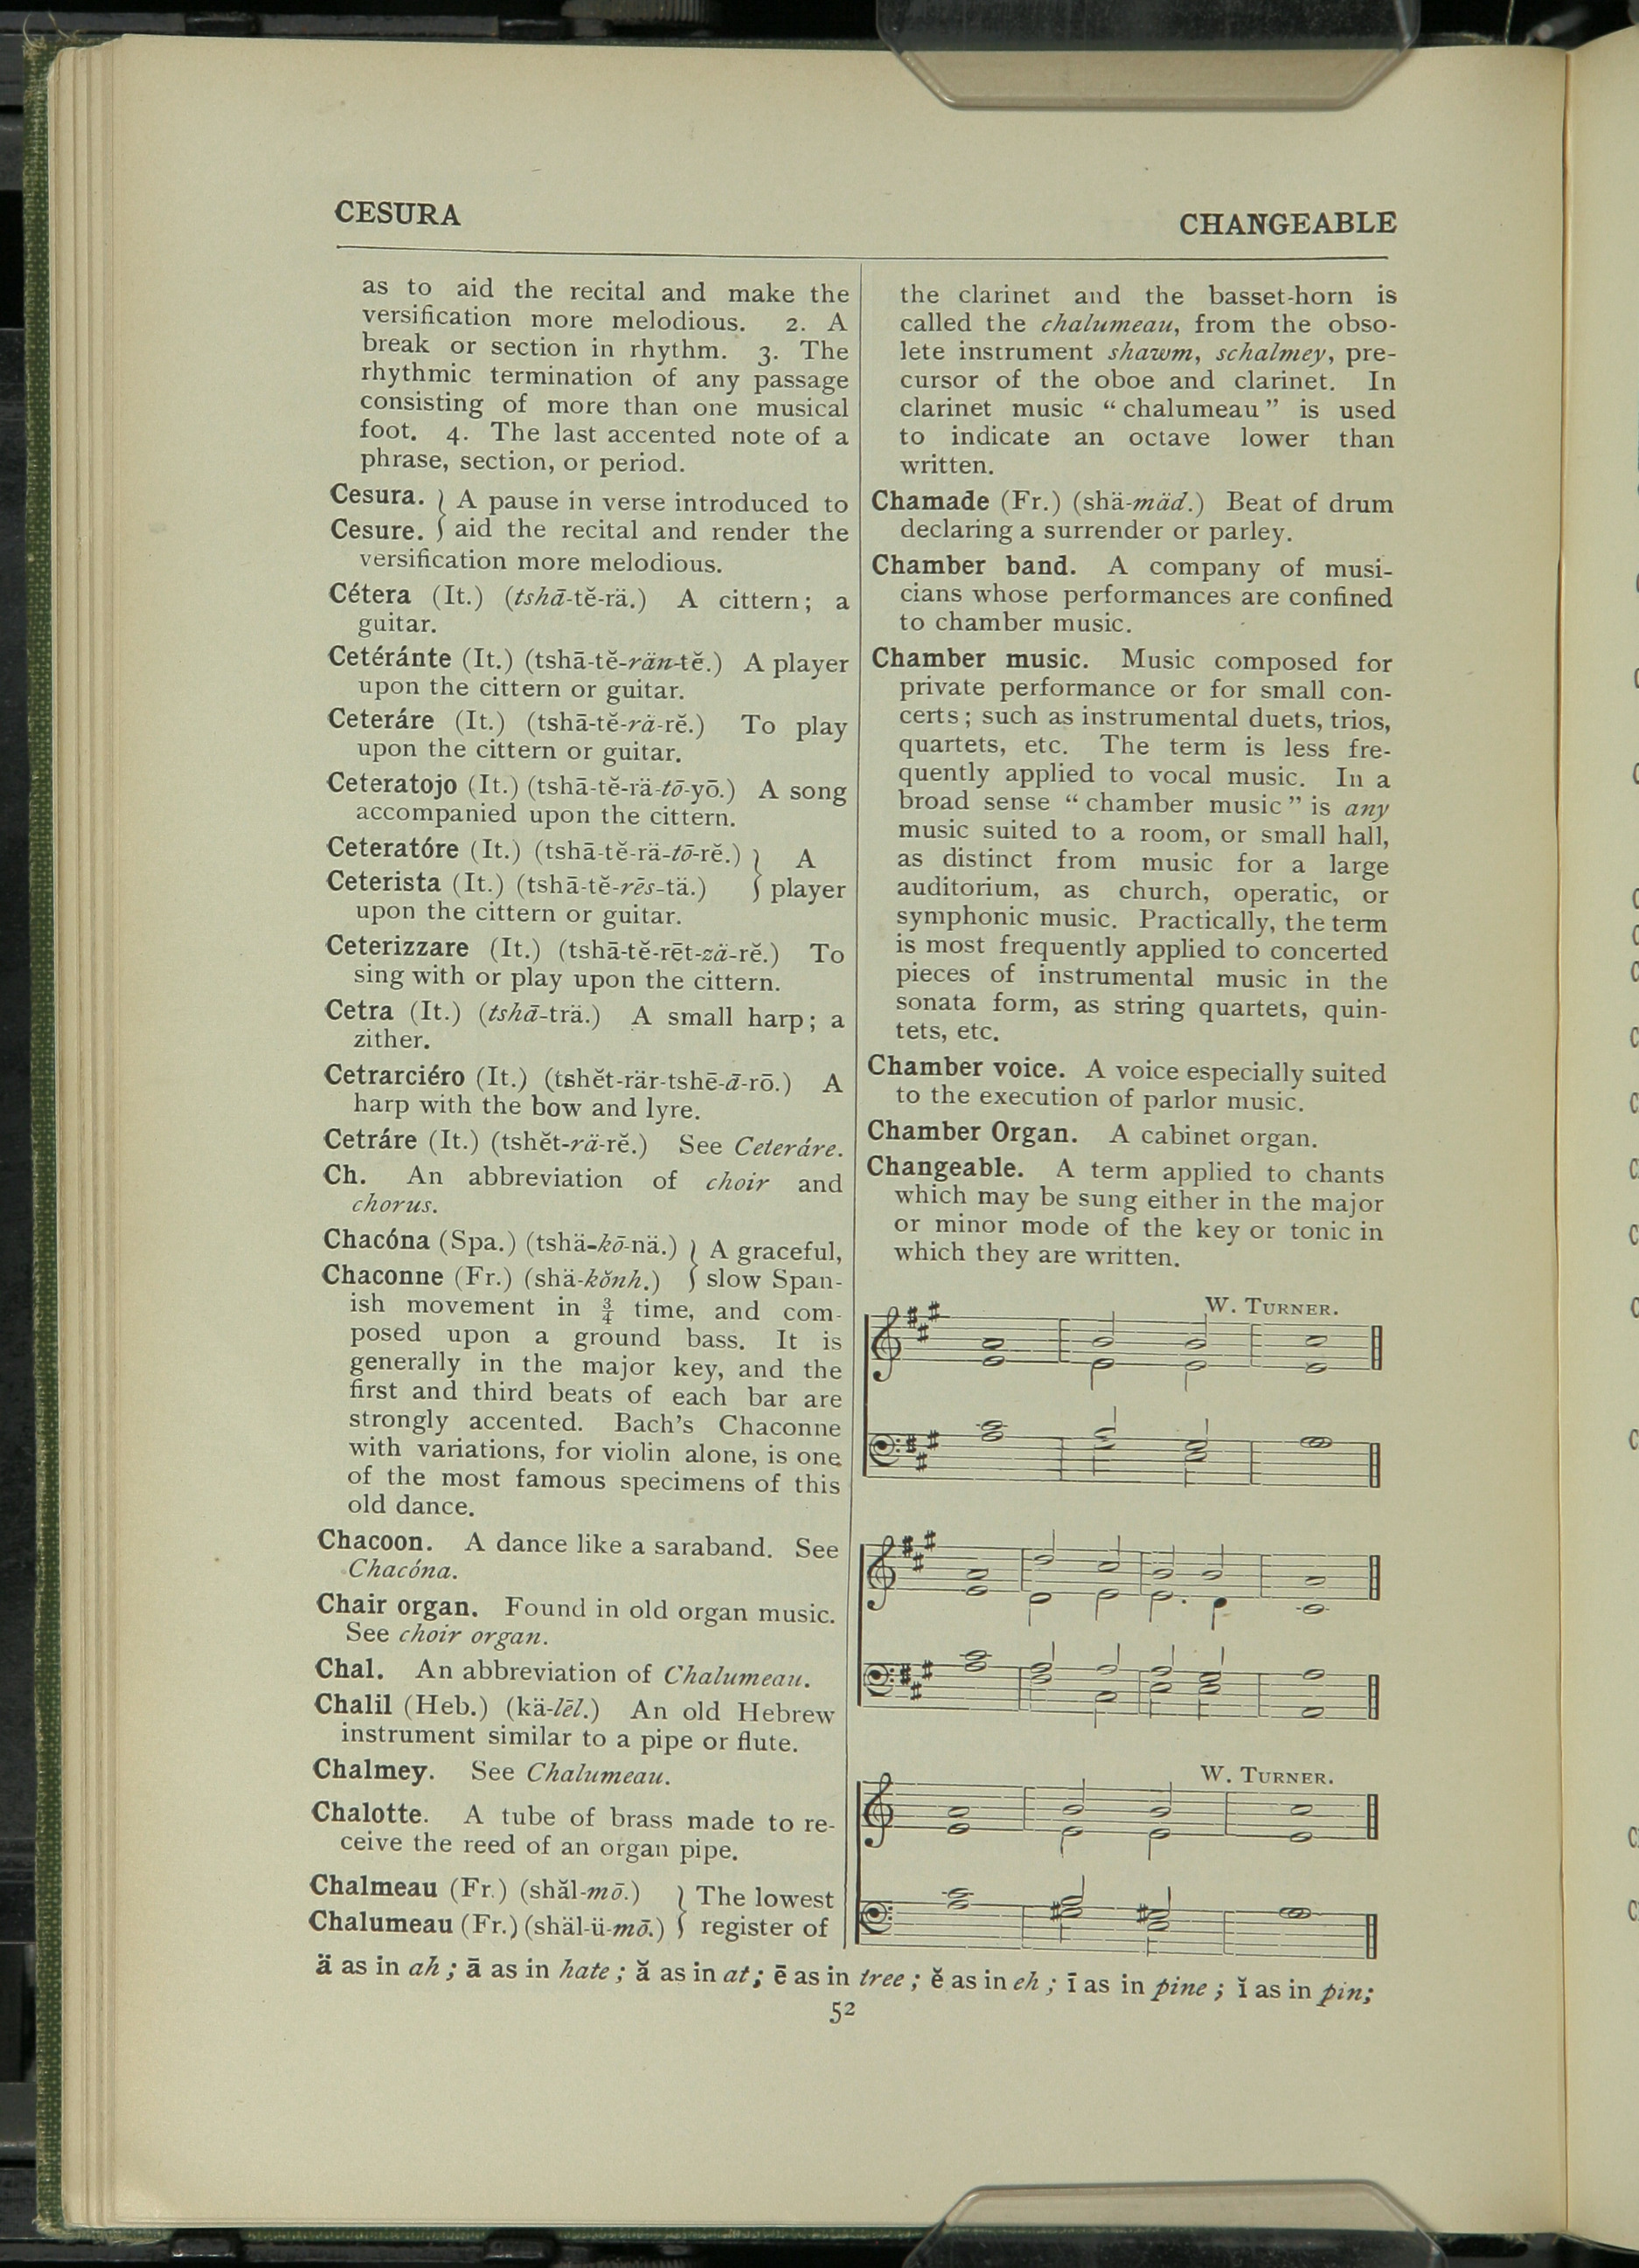 CESURA
CHANGEABLE
as to aid the recital and make the
versification more melodious. 2. A
break or section in rhythm. 3. The
rhythmic termination of any passage
consisting of more than one musical
foot. 4. The last accented note of a
phrase, section, or period.
Cesura. } A pause in verse introduced to
Cesure. } aid the recital and render the
versification more melodious.
Cétera (It.) (tshā-tĕ-rä.) A cittern; a
guitar.
Cetéránte (It.) (tshā-tĕ-rän-tĕ.) A player
upon the cittern or guitar.
Ceteráre (It.) (tshā-tĕ-rä-rĕ.) To play
upon the cittern or guitar.
Ceteratojo (It.) (tshā-tĕ-rä-tō-yō.) A song
accompanied upon the cittern.
Ceteratóre (It.) (tshā-tĕ-rä-tō-rĕ.) } A
Ceterista (It.) (tshā-tĕ-rēs-tä.) } player
upon the cittern or guitar.
Ceterizzare (It.) (tshā-tĕ-rēt-zä-rĕ.) To
sing with or play upon the cittern.
Cetra (It.) (tshā-trä.) A small harp; a
zither.
Cetrarciéro (It.) (tshĕt-rär-tshē-ā-rō.) A
harp with the bow and lyre.
Cetráre (It.) (tshĕt-rä-rĕ.) See Ceteráre.
Ch. An abbreviation of choir and
chorus.
Chacóna (Spa.) (tshä-kō-nä.) } A graceful,
Chaconne (Fr.) (shä-kŏnh.) } slow Span-
ish movement in ¾ time, and com-
posed upon a ground bass. It is
generally in the major key, and the
first and third beats of each bar are
strongly accented. Bach's Chaconne
with variations, for violin alone, is one
of the most famous specimens of this
old dance.
Chacoon. A dance like a saraband. See
Chacóna.
Chair organ. Found in old organ music.
See choir organ.
Chal. An abbreviation of Chalumeau.
Chalil (Heb.) (kä-lēl.) An old Hebrew
instrument similar to a pipe or flute.
Chalmey. See Chalumeau.
Chalotte. A tube of brass made to re-
ceive the reed of an organ pipe.
Chalmeau (Fr.) (shăl-mō.) } The lowest
Chalumeau (Fr.) (shäl-ü-mō.) } register of
the clarinet and the basset-horn is
called the chalumeau, from the obso-
lete instrument shawm, schalmey, pre-
cursor of the oboe and clarinet. In
clarinet music "chalumeau" is used
to indicate an octave lower than
written.
Chamade (Fr.) (shä-mäd.) Beat of drum
declaring a surrender or parley.
Chamber band. A company of musi-
cians whose performances are confined
to chamber music.
Chamber music. Music composed for
private performance or for small con-
certs; such as instrumental duets, trios,
quartets, etc. The term is less fre-
quently applied to vocal music. In a
broad sense "chamber music" is any
music suited to a room, or small hall,
as distinct from music for a large
auditorium, as church, operatic, or
symphonic music. Practically, the term
is most frequently applied to concerted
pieces of instrumental music in the
sonata form, as string quartets, quin-
tets, etc.
Chamber voice. A voice especially suited
to the execution of parlor music.
Chamber Organ. A cabinet organ.
Changeable. A term applied to chants
which may be sung either in the major
or minor mode of the key or tonic in
which they are written.
W. TURNER.
W. TURNER.
ä as in ah; ā as in hate; ă as in at; ē as in tree; ĕ as in eh; ī as in pine; ĭ as in pin;
52